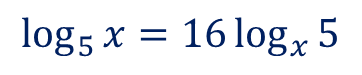 log₅ x = 16 logₓ 5